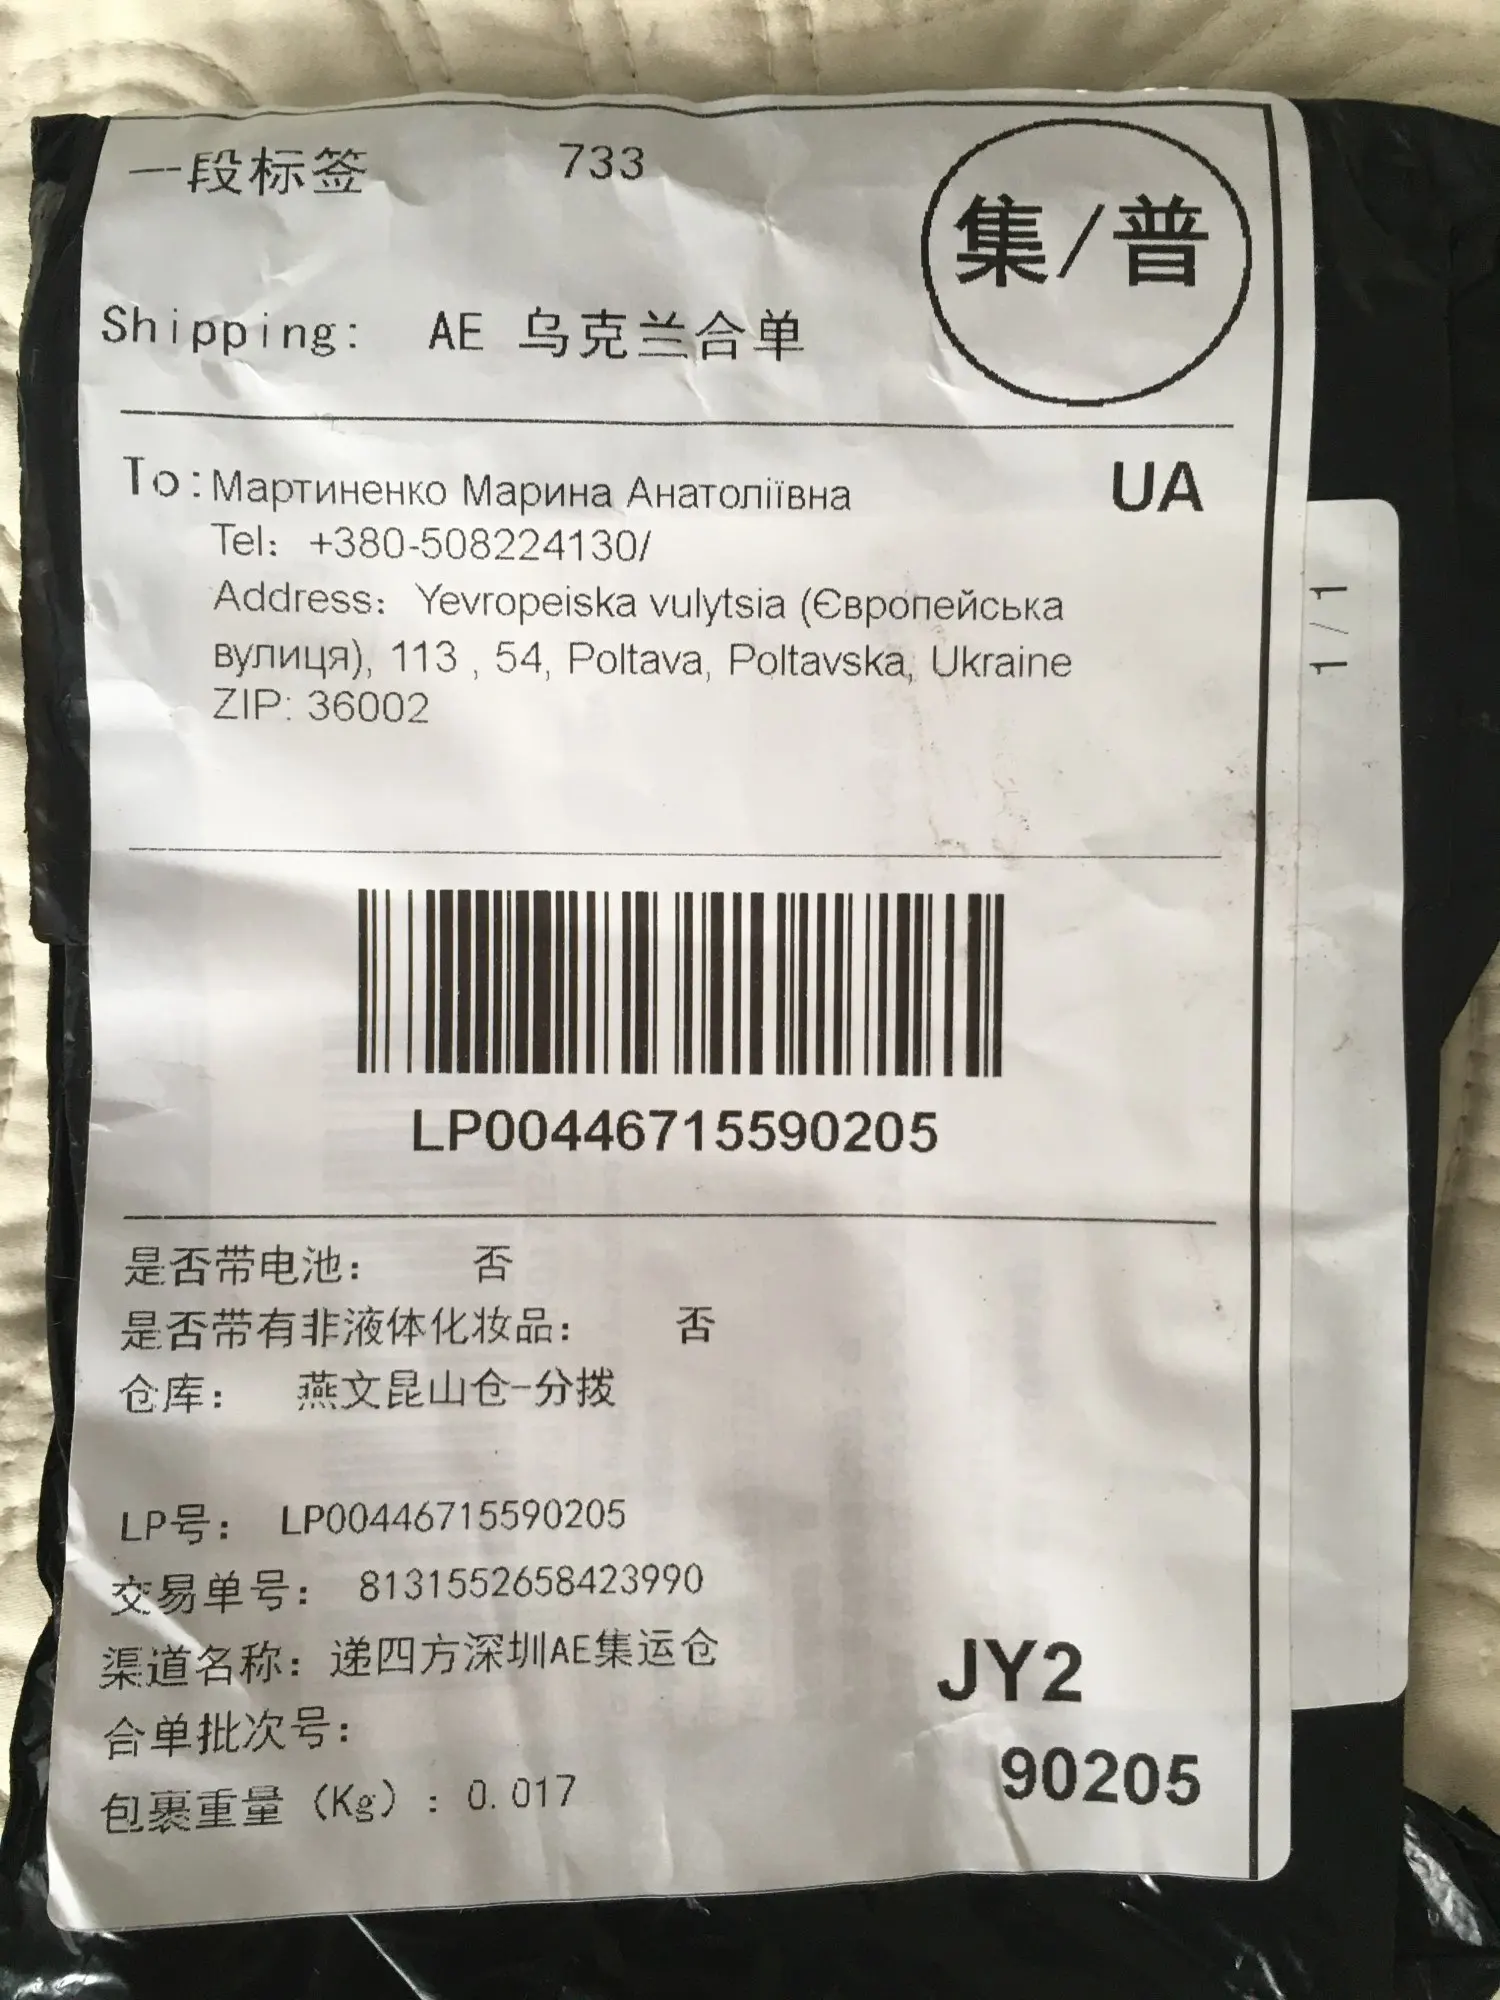 一段标签 733
集/普
Shipping: AE 乌克兰合单
To: Мартиненко Марина Анатоліївна
UA
Tel: +380-508224130/
Address: Yevropeiska vulytsia (Європейська
вулиця), 113 , 54, Poltava, Poltavska, Ukraine
ZIP: 36002
1/1
LP00446715590205
是否带电池: 否
是否带有非液体化妆品: 否
仓库: 燕文昆山仓-分拨
LP号: LP00446715590205
交易单号: 8131552658423990
渠道名称: 递四方深圳AE集运仓
合单批次号:
包裹重量 (Kg) : 0.017
JY2
90205